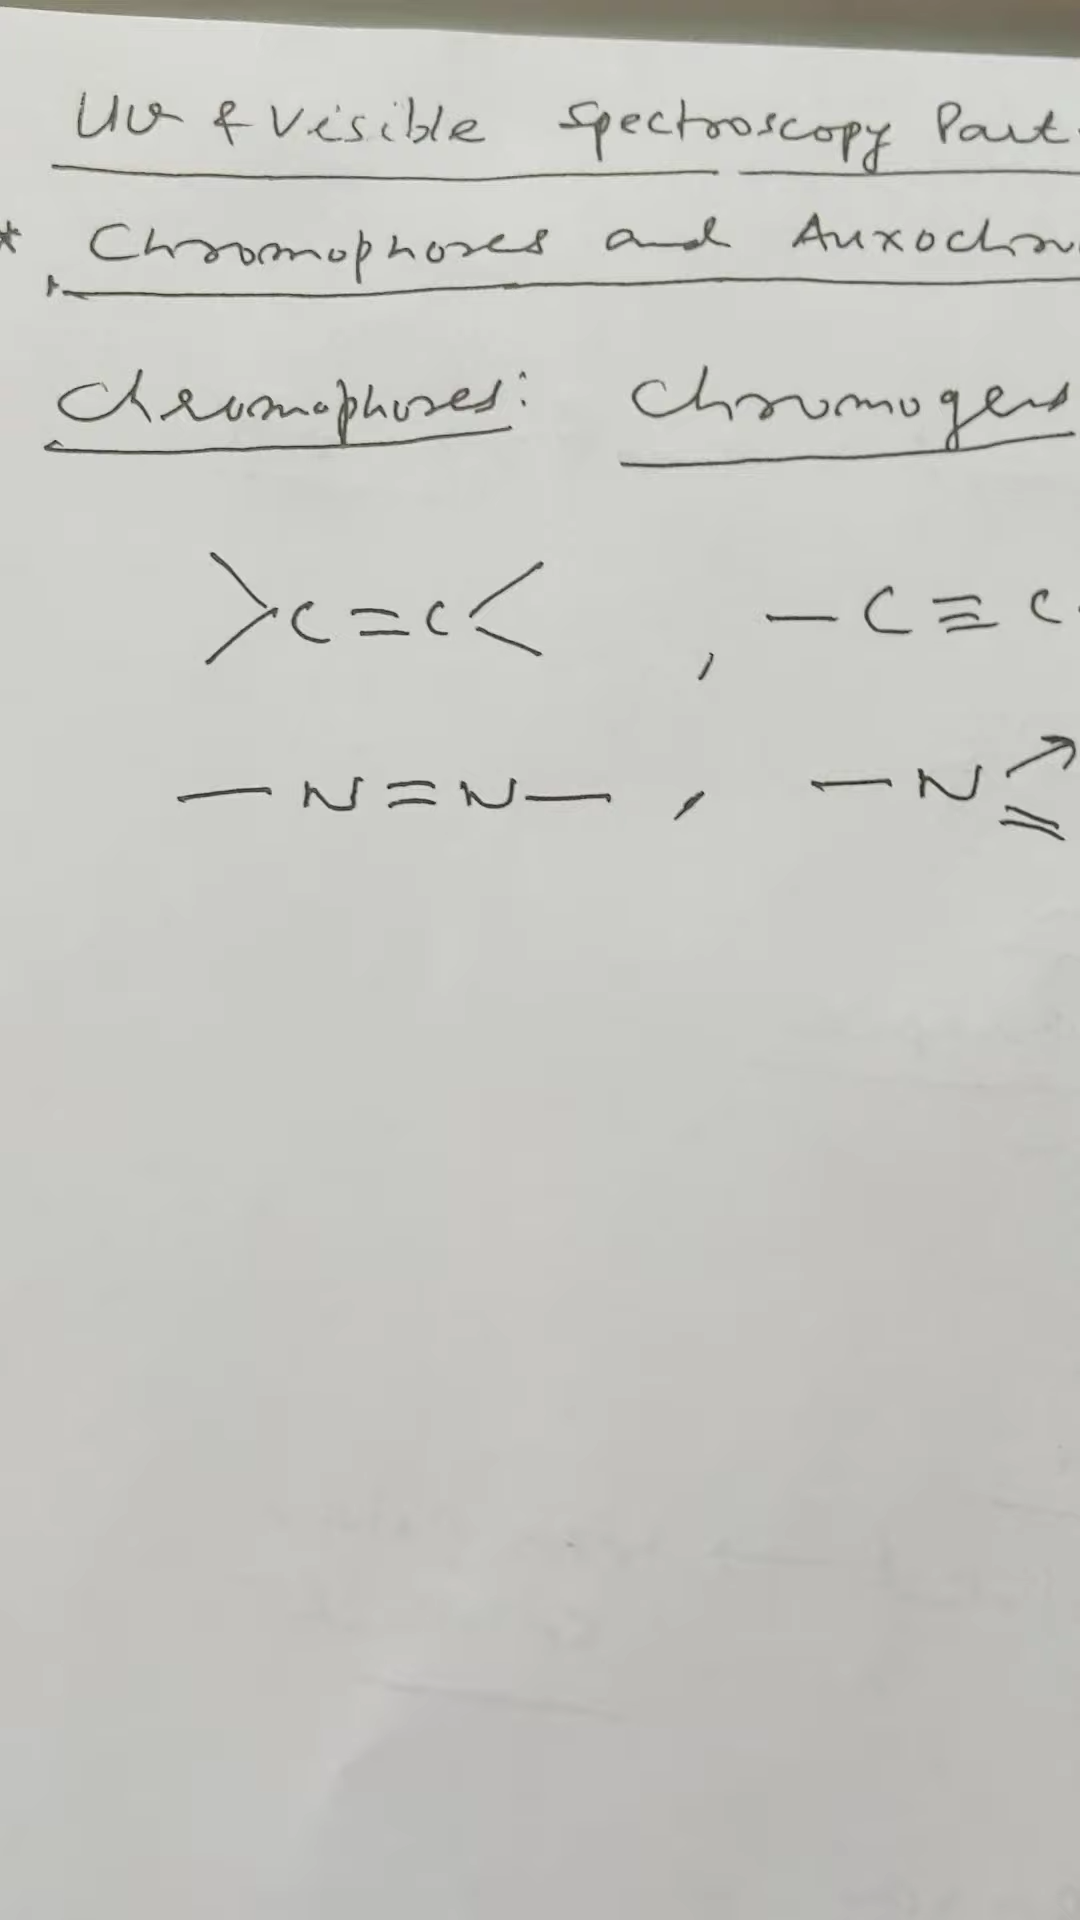 UV & Visible Spectroscopy Part
* Chromophores and Auxochro
Chromophores: Chromogens
>C=C< , -C≡C
-N=N- , -N